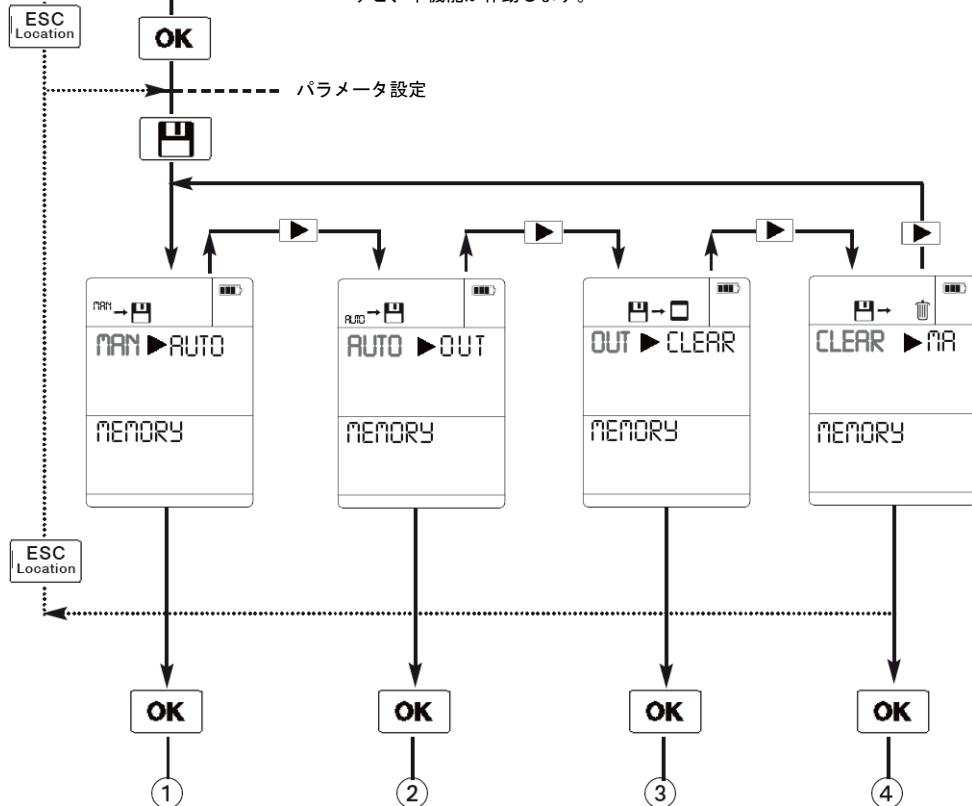 ESC
Location
OK
パラメータ設定
MAN
MAN ▶AUTO
MEMORY
AUTO
AUTO ▶OUT
MEMORY
OUT ▶ CLEAR
MEMORY
CLEAR ▶MA
MEMORY
ESC
Location
OK
OK
OK
OK
①
②
③
④